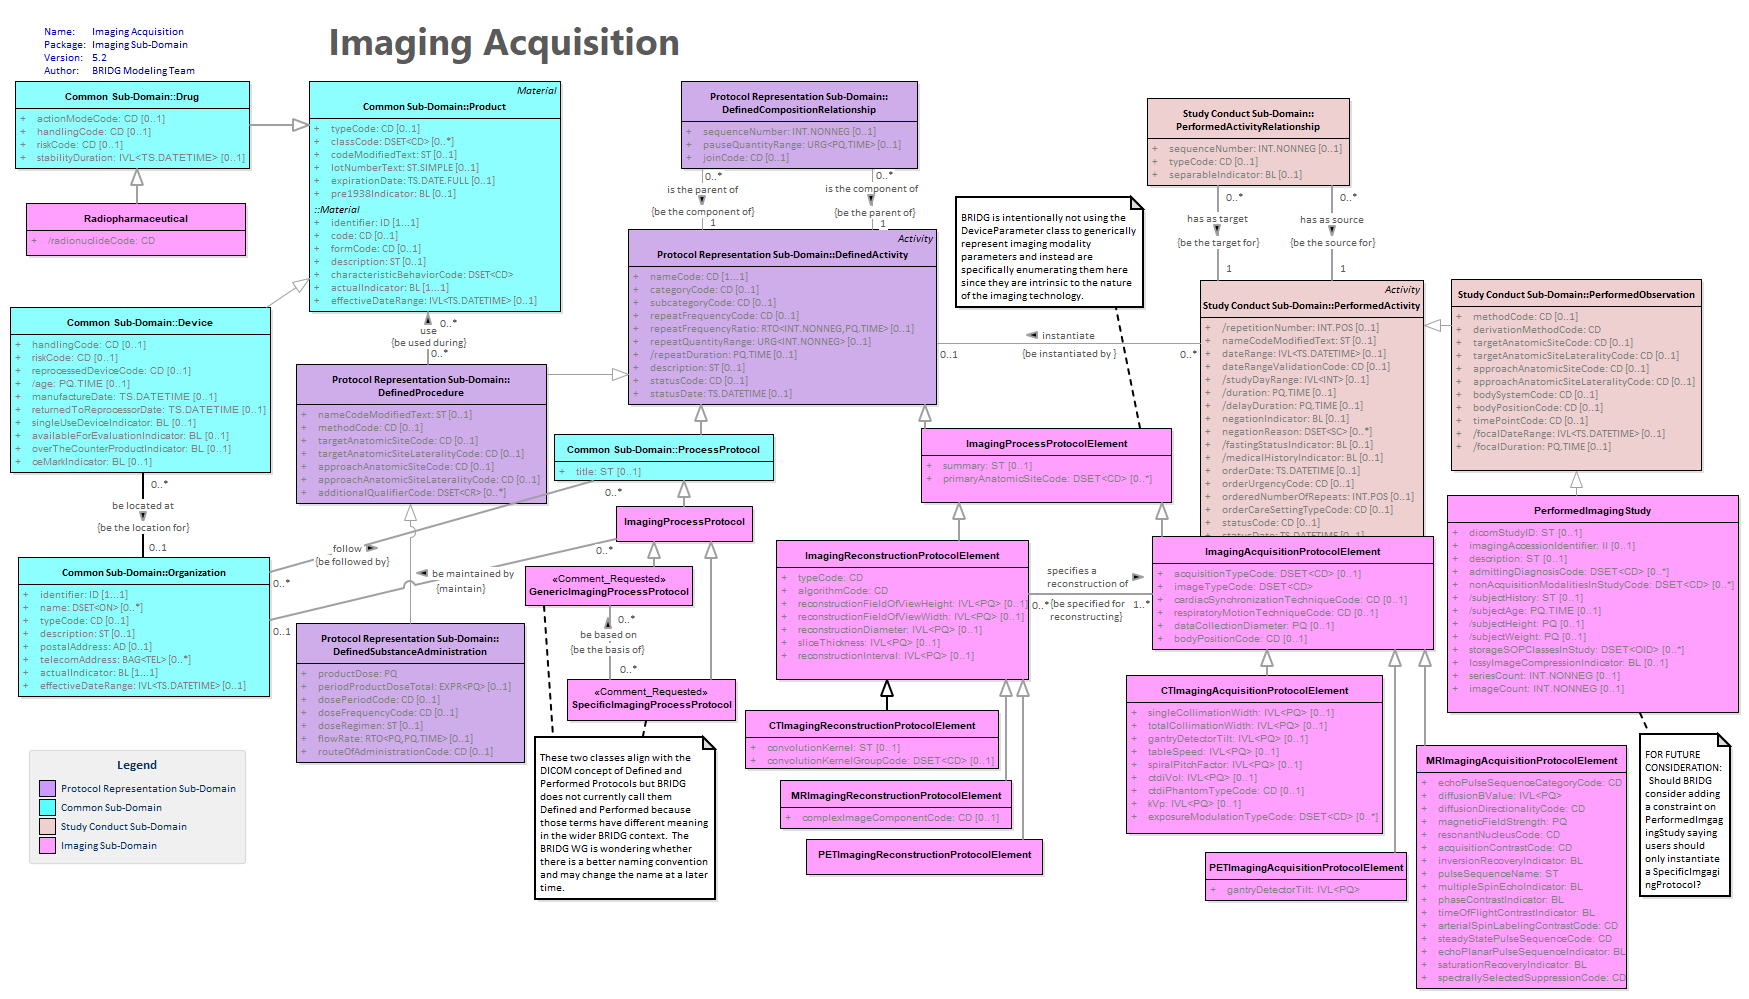 Imaging Acquisition
Name: Imaging Acquisition
Package: Imaging Sub-Domain
Version: 5.2
Author: BRIDG Modeling Team
Common Sub-Domain::Drug
+ actionModeCode: CD [0..1]
+ handlingCode: CD [0..1]
+ riskCode: CD [0..1]
+ stabilityDuration: IVL<TS.DATETIME> [0..1]
Radiopharmaceutical
+ /radionuclideCode: CD
Material
Common Sub-Domain::Product
+ typeCode: CD [0..1]
+ classCode: DSET<CD> [0..*]
+ codeModifiedText: ST [0..1]
+ lotNumberText: ST.SIMPLE [0..1]
+ expirationDate: TS.DATE.FULL [0..1]
+ pre1938Indicator: BL [0..1]
::Material
+ identifier: ID [1...1]
+ code: CD [0..1]
+ formCode: CD [0..1]
+ description: ST [0..1]
+ characteristicBehaviorCode: DSET<CD>
+ actualIndicator: BL [1...1]
+ effectiveDateRange: IVL<TS.DATETIME> [0..1]
Common Sub-Domain::Device
+ handlingCode: CD [0..1]
+ riskCode: CD [0..1]
+ reprocessedDeviceCode: CD [0..1]
+ /age: PQ.TIME [0..1]
+ manufactureDate: TS.DATETIME [0..1]
+ returnedToReprocessorDate: TS.DATETIME [0..1]
+ singleUseDeviceIndicator: BL [0..1]
+ availableForEvaluationIndicator: BL [0..1]
+ overTheCounterProductIndicator: BL [0..1]
+ ceMarkIndicator: BL [0..1]
0..*
be located at
{be the location for}
0..1
Common Sub-Domain::Organization
+ identifier: ID [1...1]
+ name: DSET<ON> [0..*]
+ typeCode: CD [0..1]
+ description: ST [0..1]
+ postalAddress: AD [0..1]
+ telecomAddress: BAG<TEL> [0..*]
+ actualIndicator: BL [1...1]
+ effectiveDateRange: IVL<TS.DATETIME> [0..1]
0..*
use
{be used during}
0..*
Protocol Representation Sub-Domain::
DefinedProcedure
+ nameCodeModifiedText: ST [0..1]
+ methodCode: CD [0..1]
+ targetAnatomicSiteCode: CD [0..1]
+ targetAnatomicSiteLateralityCode: CD [0..1]
+ approachAnatomicSiteCode: CD [0..1]
+ approachAnatomicSiteLateralityCode: CD [0..1]
+ additionalQualifierCode: DSET<CR> [0..*]
0..*
follow
{be followed by}
0..*
0..*
be maintained by
{maintain}
0..1
Protocol Representation Sub-Domain::
DefinedSubstanceAdministration
+ productDose: PQ
+ periodProductDoseTotal: EXPR<PQ> [0..1]
+ dosePeriodCode: CD [0..1]
+ doseFrequencyCode: CD [0..1]
+ doseRegimen: ST [0..1]
+ flowRate: RTO<PQ,PQ.TIME> [0..1]
+ routeOfAdministrationCode: CD [0..1]
Protocol Representation Sub-Domain::
DefinedCompositionRelationship
+ sequenceNumber: INT.NONNEG [0..1]
+ pauseQuantityRange: URG<PQ.TIME> [0..1]
+ joinCode: CD [0..1]
0..*
is the parent of
{be the component of}
1
0..*
is the component of
{be the parent of}
1
Activity
Protocol Representation Sub-Domain::DefinedActivity
+ nameCode: CD [1...1]
+ categoryCode: CD [0..1]
+ subcategoryCode: CD [0..1]
+ repeatFrequencyCode: CD [0..1]
+ repeatFrequencyRatio: RTO<INT.NONNEG,PQ.TIME> [0..1]
+ repeatQuantityRange: URG<INT.NONNEG> [0..1]
+ /repeatDuration: PQ.TIME [0..1]
+ description: ST [0..1]
+ statusCode: CD [0..1]
+ statusDate: TS.DATETIME [0..1]
Common Sub-Domain::ProcessProtocol
+ title: ST [0..1]
ImagingProcessProtocol
«Comment_Requested»
GenericImagingProcessProtocol
0..*
be based on
{be the basis of}
0..*
«Comment_Requested»
SpecificImagingProcessProtocol
These two classes align with the
DICOM concept of Defined and
Performed Protocols but BRIDG
does not currently call them
Defined and Performed because
those terms have different meaning
in the wider BRIDG context. The
BRIDG WG is wondering whether
there is a better naming convention
and may change the name at a later
time.
BRIDG is intentionally not using the
DeviceParameter class to generically
represent imaging modality
parameters and instead are
specifically enumerating them here
since they are intrinsic to the nature
of the imaging technology.
instantiate
{be instantiated by }
0..1
0..*
ImagingProcessProtocolElement
+ summary: ST [0..1]
+ primaryAnatomicSiteCode: DSET<CD> [0..*]
ImagingReconstructionProtocolElement
+ typeCode: CD
+ algorithmCode: CD
+ reconstructionFieldOfViewHeight: IVL<PQ> [0..1]
+ reconstructionFieldOfViewWidth: IVL<PQ> [0..1]
+ reconstructionDiameter: IVL<PQ> [0..1]
+ sliceThickness: IVL<PQ> [0..1]
+ reconstructionInterval: IVL<PQ> [0..1]
specifies a
reconstruction of
0..*
{be specified for
reconstructing}
1..*
CTImagingReconstructionProtocolElement
+ convolutionKernel: ST [0..1]
+ convolutionKernelGroupCode: DSET<CD> [0..1]
MRImagingReconstructionProtocolElement
+ complexImageComponentCode: CD [0..1]
PETImagingReconstructionProtocolElement
Study Conduct Sub-Domain::
PerformedActivityRelationship
+ sequenceNumber: INT.NONNEG [0..1]
+ typeCode: CD [0..1]
+ separableIndicator: BL [0..1]
0..*
has as target
{be the target for}
1
0..*
has as source
{be the source for}
1
Activity
Study Conduct Sub-Domain::PerformedActivity
+ /repetitionNumber: INT.POS [0..1]
+ nameCodeModifiedText: ST [0..1]
+ dateRange: IVL<TS.DATETIME> [0..1]
+ dateRangeValidationCode: CD [0..1]
+ /studyDayRange: IVL<INT> [0..1]
+ /duration: PQ.TIME [0..1]
+ /delayDuration: PQ.TIME [0..1]
+ negationIndicator: BL [0..1]
+ negationReason: DSET<SC> [0..*]
+ /fastingStatusIndicator: BL [0..1]
+ /medicalHistoryIndicator: BL [0..1]
+ orderDate: TS.DATETIME [0..1]
+ orderUrgencyCode: CD [0..1]
+ orderedNumberOfRepeats: INT.POS [0..1]
+ orderCareSettingTypeCode: CD [0..1]
+ statusCode: CD [0..1]
+ statusDate: TS.DATETIME [0..1]
ImagingAcquisitionProtocolElement
+ acquisitionTypeCode: DSET<CD> [0..1]
+ imageTypeCode: DSET<CD>
+ cardiacSynchronizationTechniqueCode: CD [0..1]
+ respiratoryMotionTechniqueCode: CD [0..1]
+ dataCollectionDiameter: PQ [0..1]
+ bodyPositionCode: CD [0..1]
CTImagingAcquisitionProtocolElement
+ singleCollimationWidth: IVL<PQ> [0..1]
+ totalCollimationWidth: IVL<PQ> [0..1]
+ gantryDetectorTilt: IVL<PQ> [0..1]
+ tableSpeed: IVL<PQ> [0..1]
+ spiralPitchFactor: IVL<PQ> [0..1]
+ ctdiVol: IVL<PQ> [0..1]
+ ctdiPhantomTypeCode: CD [0..1]
+ kVp: IVL<PQ> [0..1]
+ exposureModulationTypeCode: DSET<CD> [0..*]
PETImagingAcquisitionProtocolElement
+ gantryDetectorTilt: IVL<PQ>
Study Conduct Sub-Domain::PerformedObservation
+ methodCode: CD [0..1]
+ derivationMethodCode: CD
+ targetAnatomicSiteCode: CD [0..1]
+ targetAnatomicSiteLateralityCode: CD [0..1]
+ approachAnatomicSiteCode: CD [0..1]
+ approachAnatomicSiteLateralityCode: CD [0..1]
+ bodySystemCode: CD [0..1]
+ bodyPositionCode: CD [0..1]
+ timePointCode: CD [0..1]
+ /focalDateRange: IVL<TS.DATETIME> [0..1]
+ /focalDuration: PQ.TIME [0..1]
PerformedImagingStudy
+ dicomStudyID: ST [0..1]
+ imagingAccessionIdentifier: II [0..1]
+ description: ST [0..1]
+ admittingDiagnosisCode: DSET<CD> [0..*]
+ nonAcquisitionModalitiesInStudyCode: DSET<CD> [0..*]
+ /subjectHistory: ST [0..1]
+ /subjectAge: PQ.TIME [0..1]
+ /subjectHeight: PQ [0..1]
+ /subjectWeight: PQ [0..1]
+ storageSOPClassesInStudy: DSET<OID> [0..*]
+ lossyImageCompressionIndicator: BL [0..1]
+ seriesCount: INT.NONNEG [0..1]
+ imageCount: INT.NONNEG [0..1]
MRImagingAcquisitionProtocolElement
+ echoPulseSequenceCategoryCode: CD
+ diffusionBValue: IVL<PQ>
+ diffusionDirectionalityCode: CD
+ magneticFieldStrength: PQ
+ resonantNucleusCode: CD
+ acquisitionContrastCode: CD
+ inversionRecoveryIndicator: BL
+ pulseSequenceName: ST
+ multipleSpinEchoIndicator: BL
+ phaseContrastIndicator: BL
+ timeOfFlightContrastIndicator: BL
+ arterialSpinLabelingContrastCode: CD
+ steadyStatePulseSequenceCode: CD
+ echoPlanarPulseSequenceIndicator: BL
+ saturationRecoveryIndicator: BL
+ spectrallySelectedSuppressionCode: CD
FOR FUTURE
CONSIDERATION:
Should BRIDG
consider adding
a constraint on
PerformedImgag
ingStudy saying
users should
only instantiate
a SpecificImgagi
ngProtocol?
Legend
Protocol Representation Sub-Domain
Common Sub-Domain
Study Conduct Sub-Domain
Imaging Sub-Domain